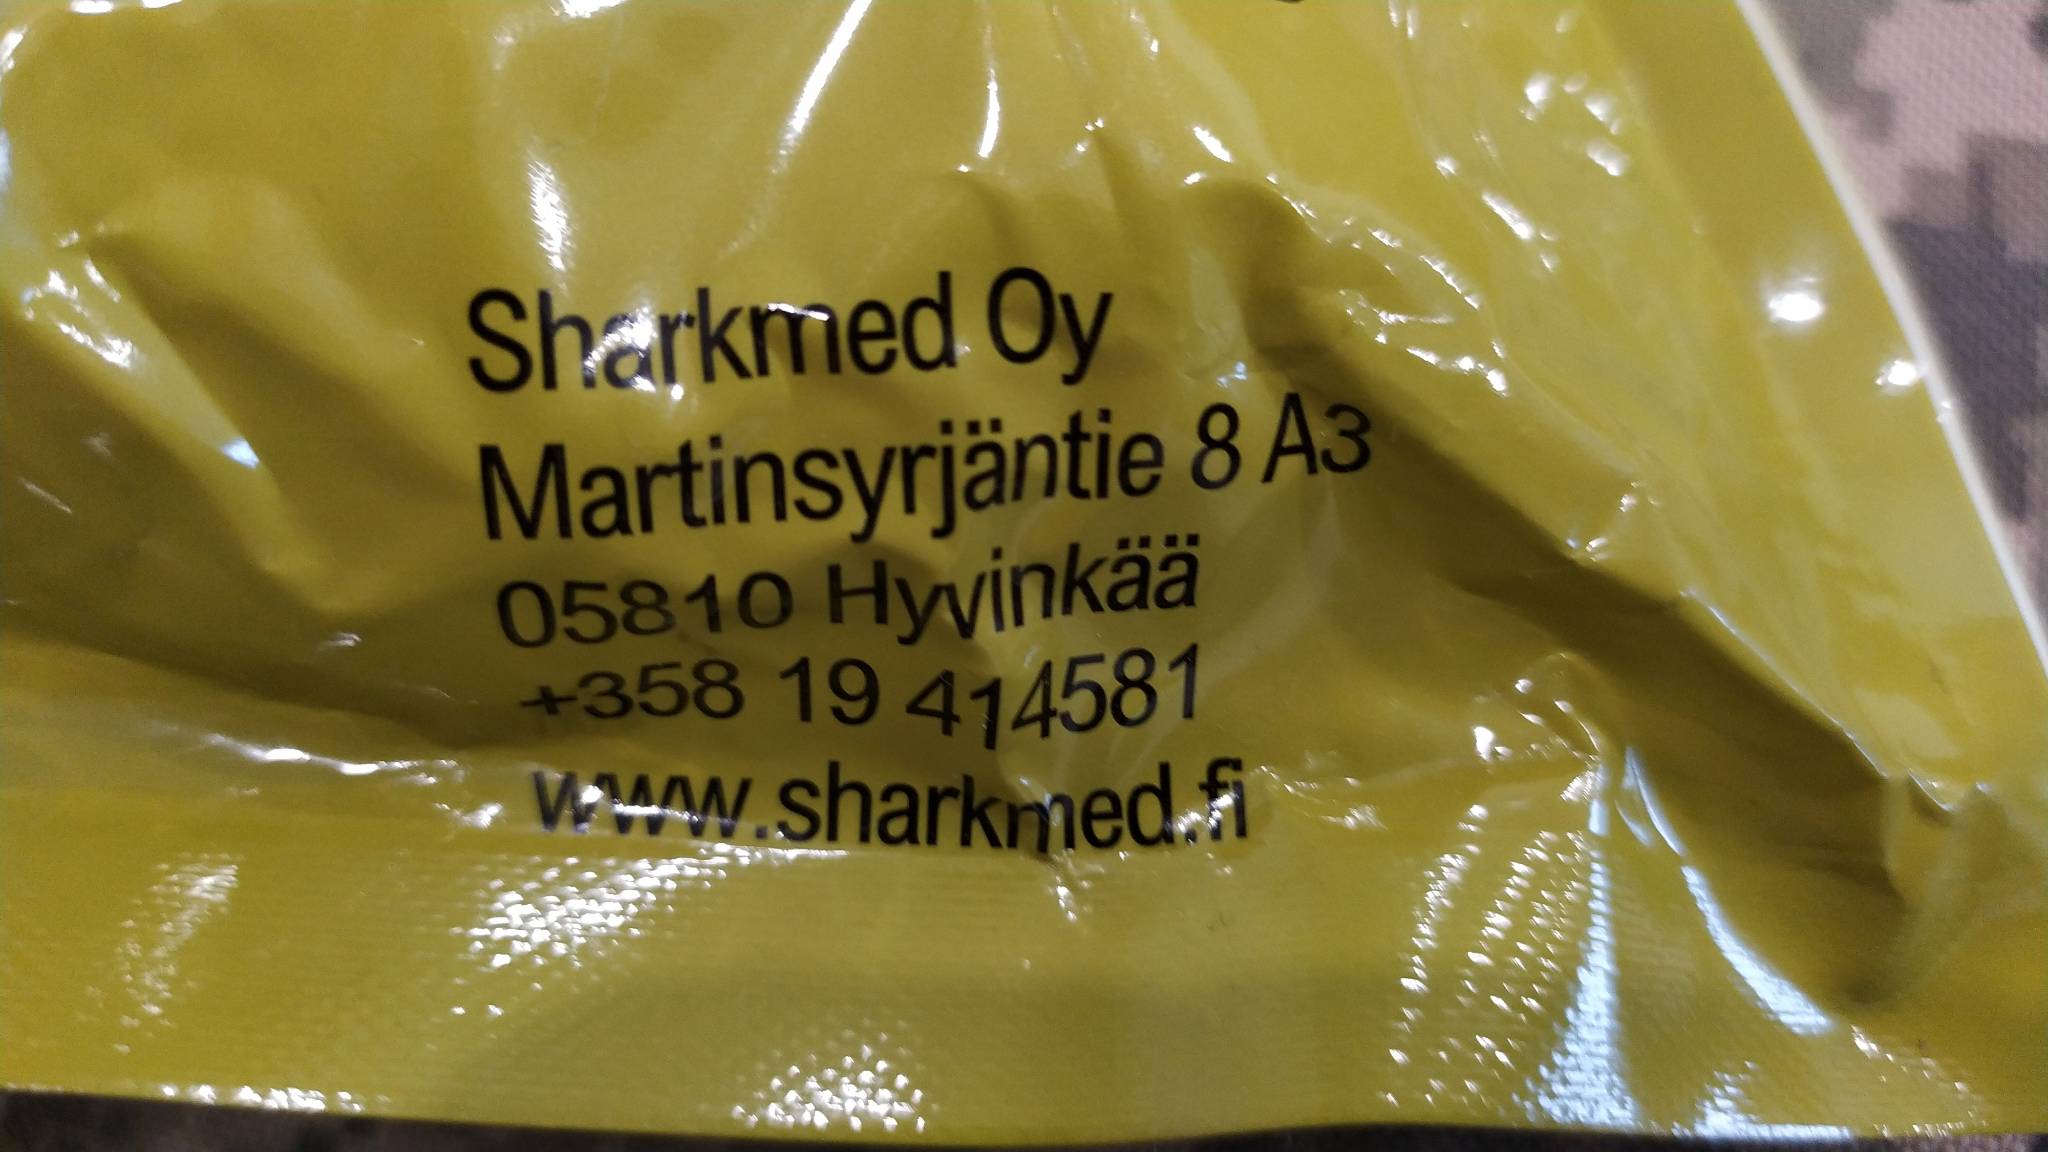 Sharkmed Oy
Martinsyrjäntie 8 A3
05810 Hyvinkää
+358 19 414581
www.sharkmed.fi